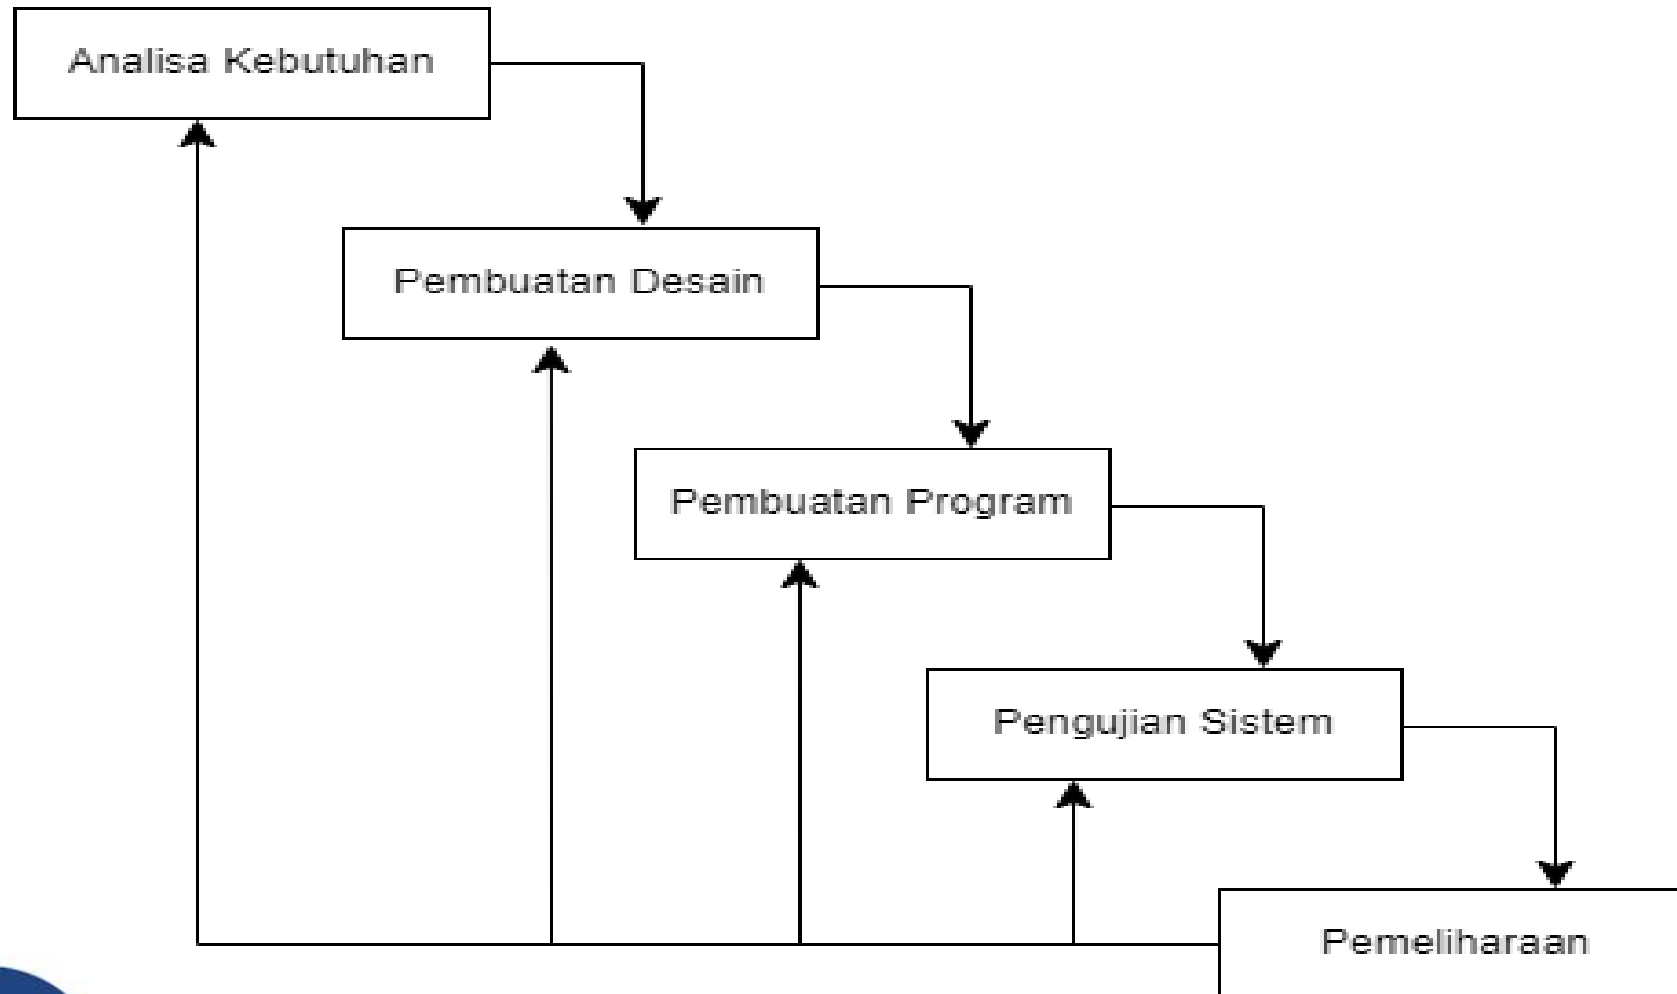 Analisa Kebutuhan
Pembuatan Desain
Pembuatan Program
Pengujian Sistem
Pemeliharaan